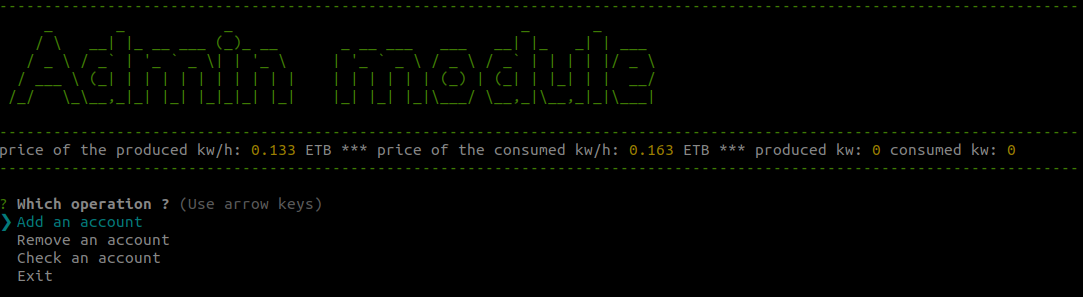 Admin module
price of the produced kw/h: 0.133 ETB *** price of the consumed kw/h: 0.163 ETB *** produced kw: 0 consumed kw: 0
? Which operation ? (Use arrow keys)
❯ Add an account
Remove an account
Check an account
Exit